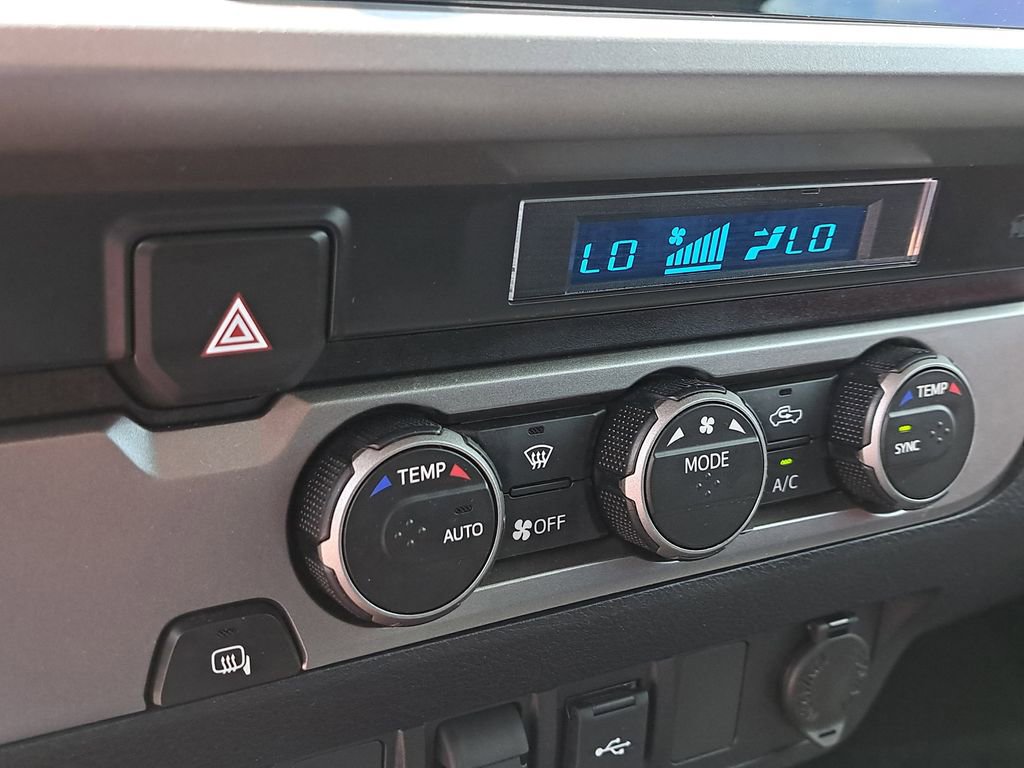 LO LO
TEMP
AUTO
OFF
MODE
A/C
TEMP
SYNC